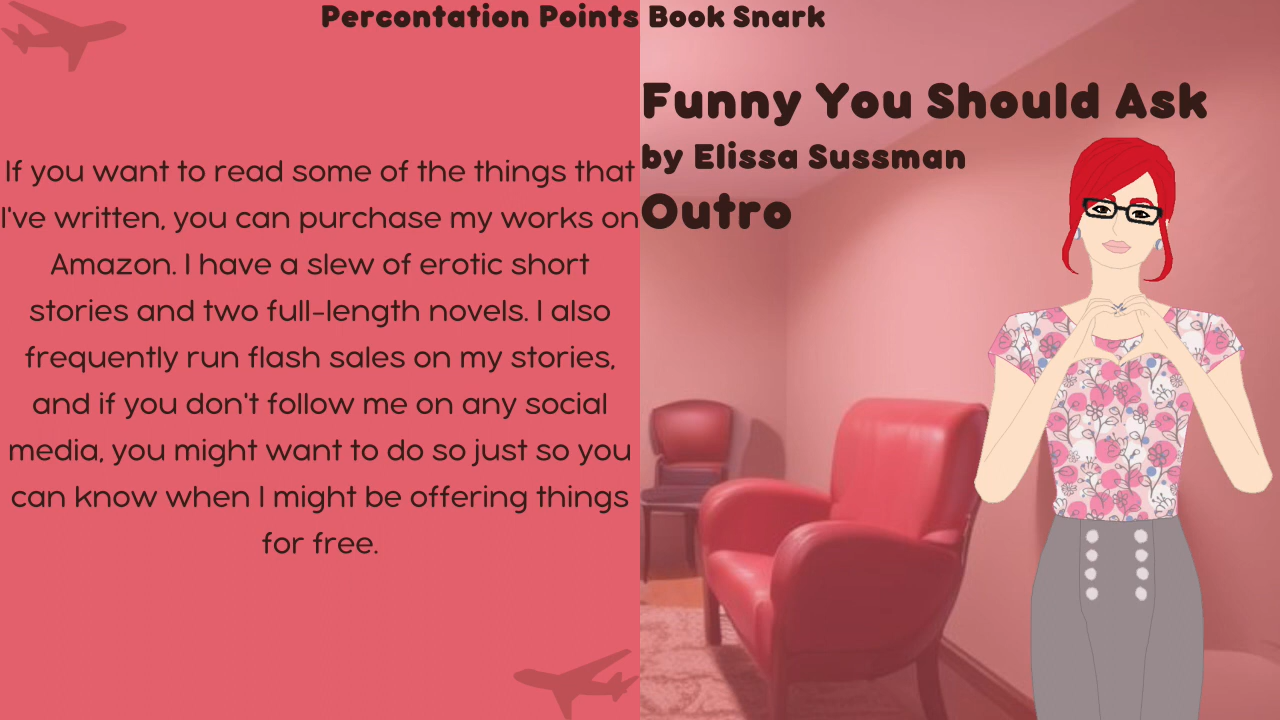 Percontation Points Book Snark
If you want to read some of the things that
I've written, you can purchase my works on
Amazon. I have a slew of erotic short
stories and two full-length novels. I also
frequently run flash sales on my stories,
and if you don't follow me on any social
media, you might want to do so just so you
can know when I might be offering things
for free.
Funny You Should Ask
by Elissa Sussman
Outro